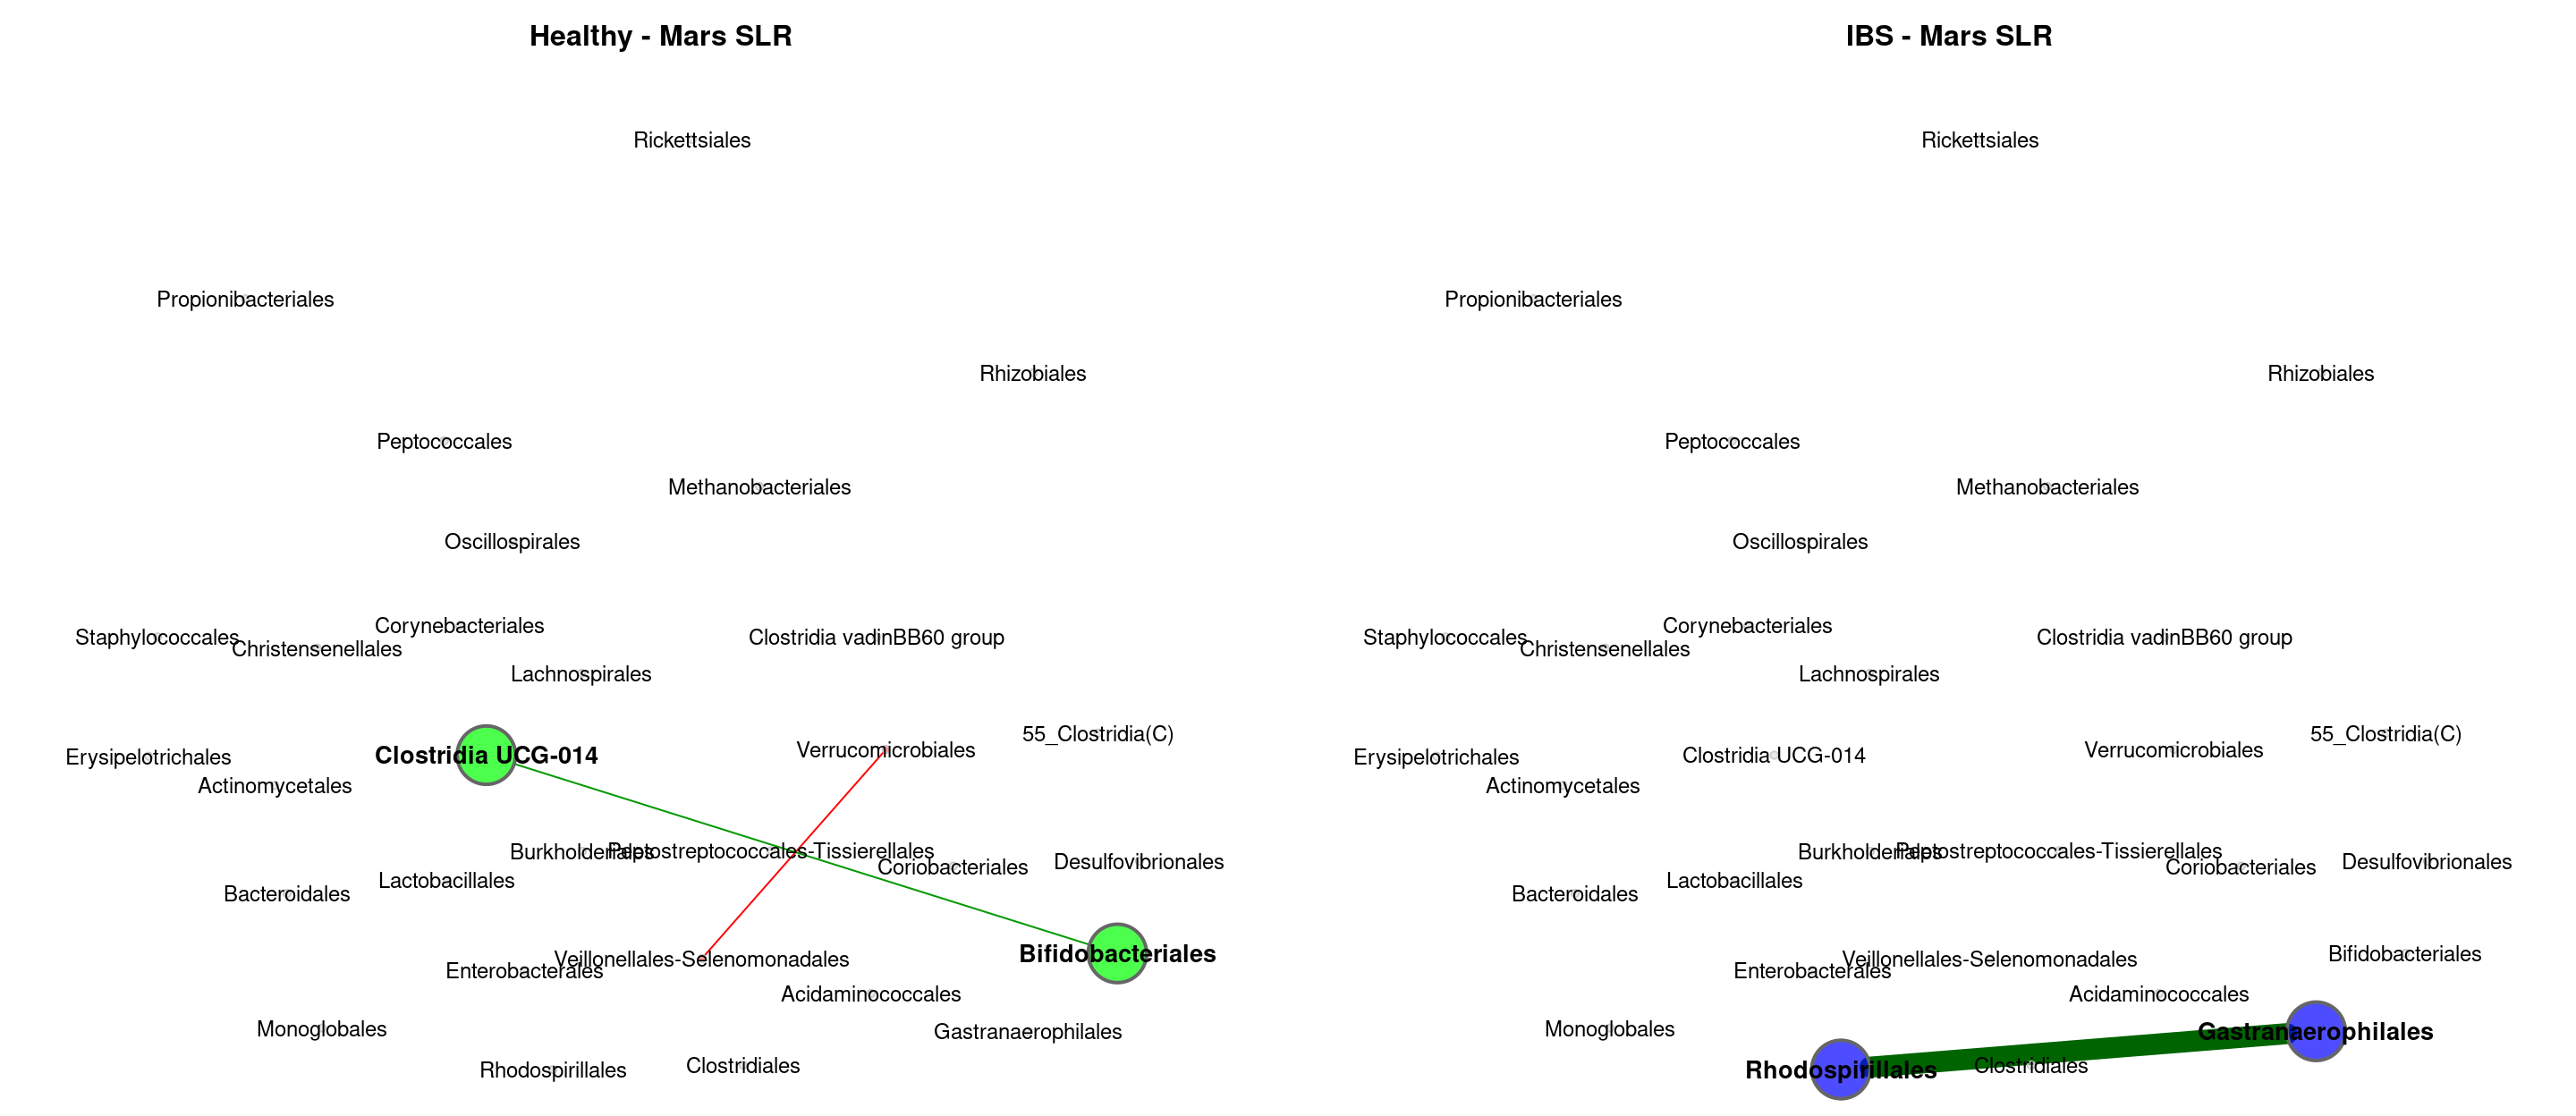 Healthy - Mars SLR
Rickettsiales
Propionibacteriales
Rhizobiales
Peptococcales
Methanobacteriales
Oscillospirales
Corynebacteriales
Staphylococcales
Christensenellales
Clostridia vadinBB60 group
Lachnospirales
55_Clostridia(C)
Verrucomicrobiales
Clostridia UCG-014
Erysipelotrichales
Actinomycetales
Burkholderiales
Peptostreptococcales-Tissierellales
Coriobacteriales
Desulfovibrionales
Lactobacillales
Bacteroidales
Bifidobacteriales
Veillonellales-Selenomonadales
Enterobacterales
Acidaminococcales
Monoglobales
Gastranaerophilales
Clostridiales
Rhodospirillales
IBS - Mars SLR
Rickettsiales
Propionibacteriales
Rhizobiales
Peptococcales
Methanobacteriales
Oscillospirales
Corynebacteriales
Staphylococcales
Christensenellales
Clostridia vadinBB60 group
Lachnospirales
55_Clostridia(C)
Verrucomicrobiales
Clostridia UCG-014
Erysipelotrichales
Actinomycetales
Burkholderiales
Peptostreptococcales-Tissierellales
Coriobacteriales
Desulfovibrionales
Lactobacillales
Bacteroidales
Bifidobacteriales
Veillonellales-Selenomonadales
Enterobacterales
Acidaminococcales
Monoglobales
Gastranaerophilales
Clostridiales
Rhodospirillales